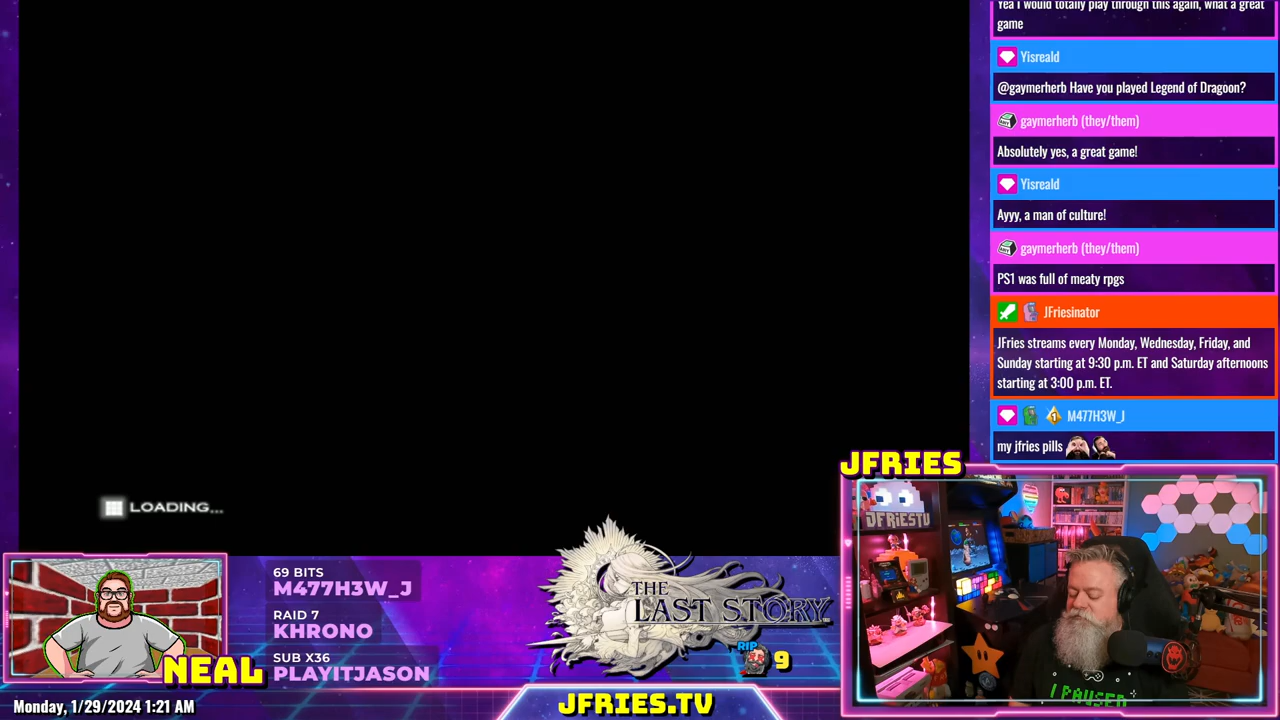 Yea I would totally play through this again, what a great
game
Yisreald
@gaymerherb Have you played Legend of Dragoon?
gaymerherb (they/them)
Absolutely yes, a great game!
Yisreald
Ayyy, a man of culture!
gaymerherb (they/them)
PS1 was full of meaty rpgs
JFriesinator
JFries streams every Monday, Wednesday, Friday, and
Sunday starting at 9:30 p.m. ET and Saturday afternoons
starting at 3:00 p.m. ET.
1 M477H3W_J
my jfries pills
LOADING...
JFRIES
JFRIESTV
I PAUSED
NEAL
69 BITS
M477H3W_J
RAID 7
KHRONO
SUB X36
PLAYITJASON
THE
LAST STORY
RIP
9
JFRIES.TV
Monday, 1/29/2024 1:21 AM